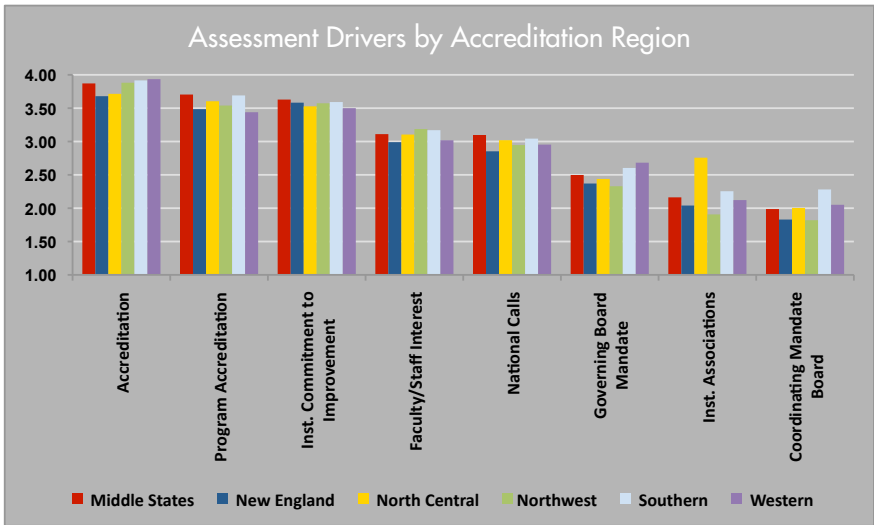 Assessment Drivers by Accreditation Region
4.00
3.50
3.00
2.50
2.00
1.50
1.00
Accreditation
Program Accreditation
Inst. Commitment to
Improvement
Faculty/Staff Interest
National Calls
Governing Board
Mandate
Inst. Associations
Coordinating Mandate
Board
Middle States
New England
North Central
Northwest
Southern
Western